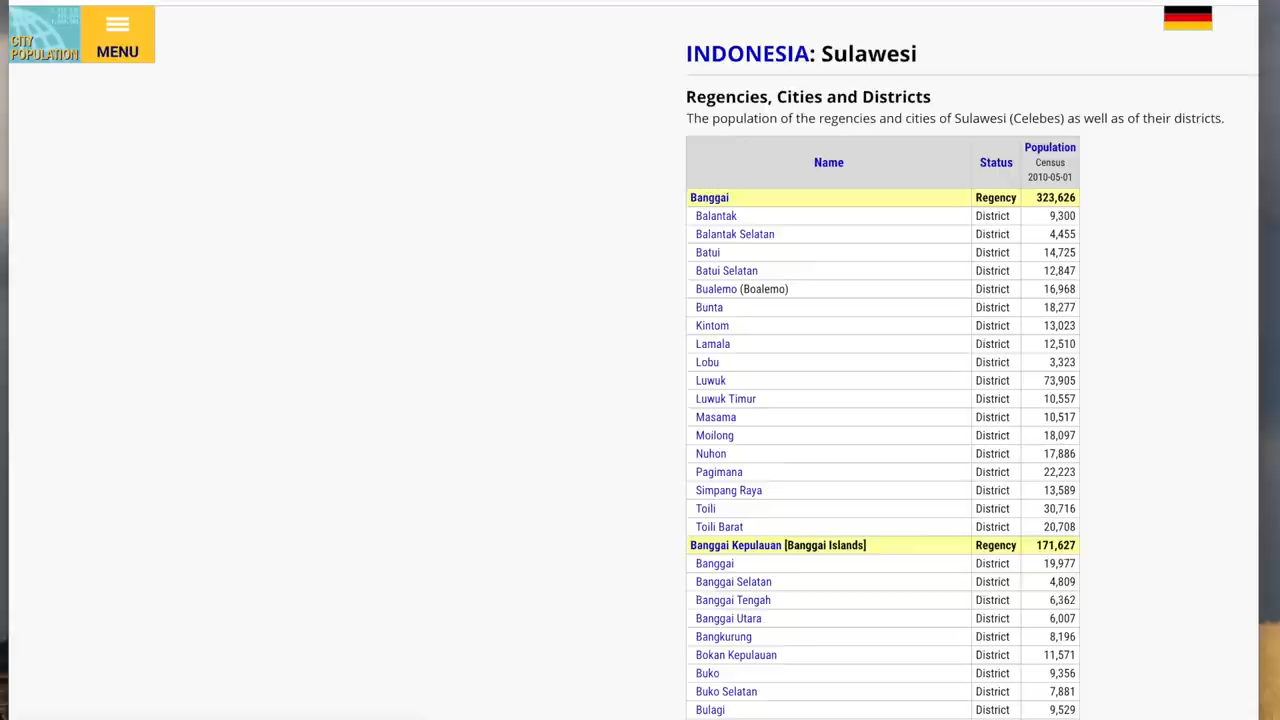 CITY
POPULATION
MENU
INDONESIA: Sulawesi
Regencies, Cities and Districts
The population of the regencies and cities of Sulawesi (Celebes) as well as of their districts.
Name Status Population
Census
2010-05-01
Banggai Regency 323,626
Balantak District 9,300
Balantak Selatan District 4,455
Batui District 14,725
Batui Selatan District 12,847
Bualemo (Boalemo) District 16,968
Bunta District 18,277
Kintom District 13,023
Lamala District 12,510
Lobu District 3,323
Luwuk District 73,905
Luwuk Timur District 10,557
Masama District 10,517
Moilong District 18,097
Nuhon District 17,886
Pagimana District 22,223
Simpang Raya District 13,589
Toili District 30,716
Toili Barat District 20,708
Banggai Kepulauan [Banggai Islands] Regency 171,627
Banggai District 19,977
Banggai Selatan District 4,809
Banggai Tengah District 6,362
Banggai Utara District 6,007
Bangkurung District 8,196
Bokan Kepulauan District 11,571
Buko District 9,356
Buko Selatan District 7,881
Bulagi District 9,529